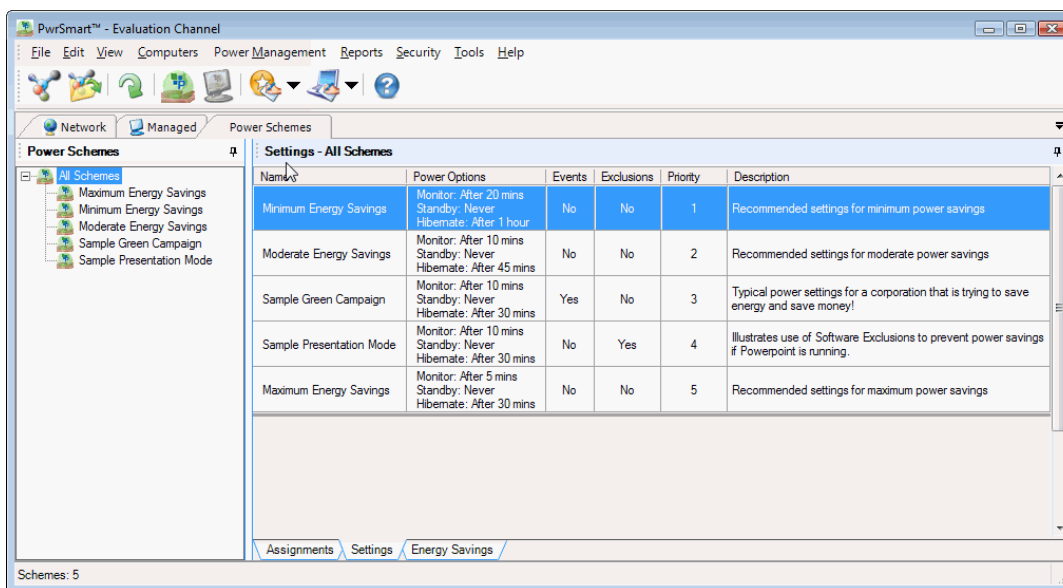 PwrSmart™ - Evaluation Channel
File Edit View Computers Power Management Reports Security Tools Help
Network Managed Power Schemes
Power Schemes
All Schemes
Maximum Energy Savings
Minimum Energy Savings
Moderate Energy Savings
Sample Green Campaign
Sample Presentation Mode
Settings - All Schemes
Name Power Options Events Exclusions Priority Description
Minimum Energy Savings
Monitor: After 20 mins
Standby: Never
Hibernate: After 1 hour
No No 1 Recommended settings for minimum power savings
Moderate Energy Savings
Monitor: After 10 mins
Standby: Never
Hibernate: After 45 mins
No No 2 Recommended settings for moderate power savings
Sample Green Campaign
Monitor: After 10 mins
Standby: Never
Hibernate: After 30 mins
Yes No 3
Typical power settings for a corporation that is trying to save
energy and save money!
Sample Presentation Mode
Monitor: After 10 mins
Standby: Never
Hibernate: After 30 mins
No Yes 4
Illustrates use of Software Exclusions to prevent power savings
if Powerpoint is running.
Maximum Energy Savings
Monitor: After 5 mins
Standby: Never
Hibernate: After 30 mins
No No 5 Recommended settings for maximum power savings
Assignments Settings Energy Savings
Schemes: 5